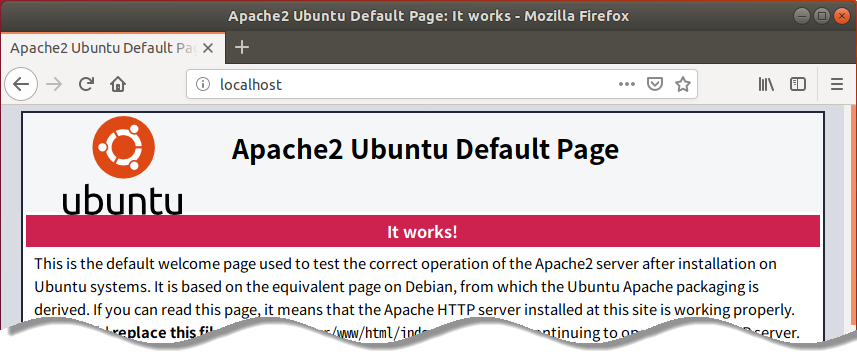 Apache2 Ubuntu Default Page: It works - Mozilla Firefox
Apache2 Ubuntu Default Pa
localhost
ubuntu
Apache2 Ubuntu Default Page
It works!
This is the default welcome page used to test the correct operation of the Apache2 server after installation on
Ubuntu systems. It is based on the equivalent page on Debian, from which the Ubuntu Apache packaging is
derived. If you can read this page, it means that the Apache HTTP server installed at this site is working properly.
replace this fil /www/html/inde continuing to op server.